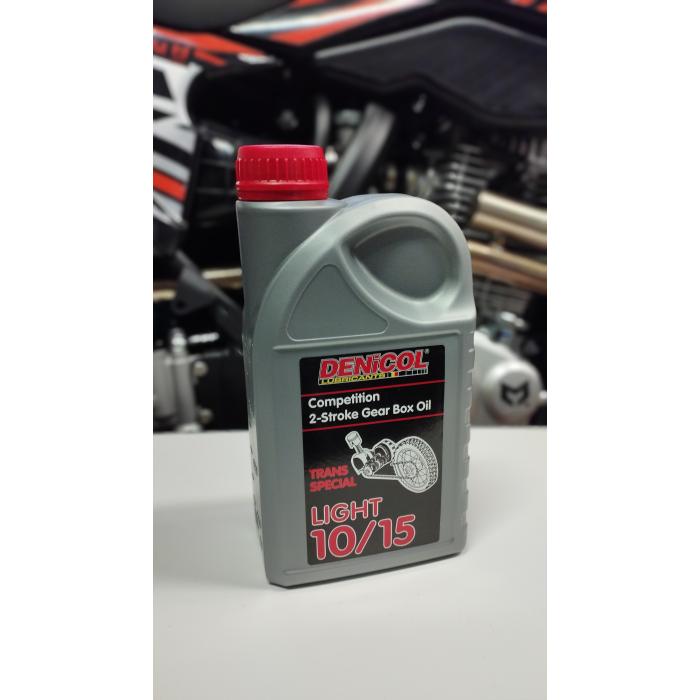 DENiCOL®
LUBRICANTS
Competition
2-Stroke Gear Box Oil
TRANS
SPECIAL
LIGHT
10/15